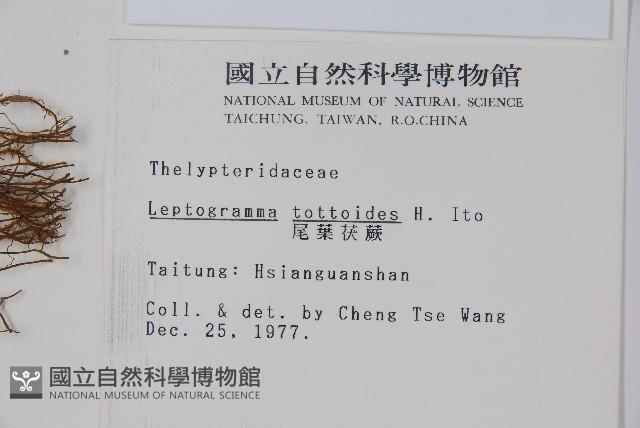 國立自然科學博物館
NATIONAL MUSEUM OF NATURAL SCIENCE
TAICHUNG, TAIWAN, R.O.CHINA
Thelypteridaceae
Leptogramma tottoides H. Ito
尾葉茯蕨
Taitung: Hsianguanshan
Coll. & det. by Cheng Tse Wang
Dec. 25, 1977.
國立自然科學博物館
NATIONAL MUSEUM OF NATURAL SCIENCE